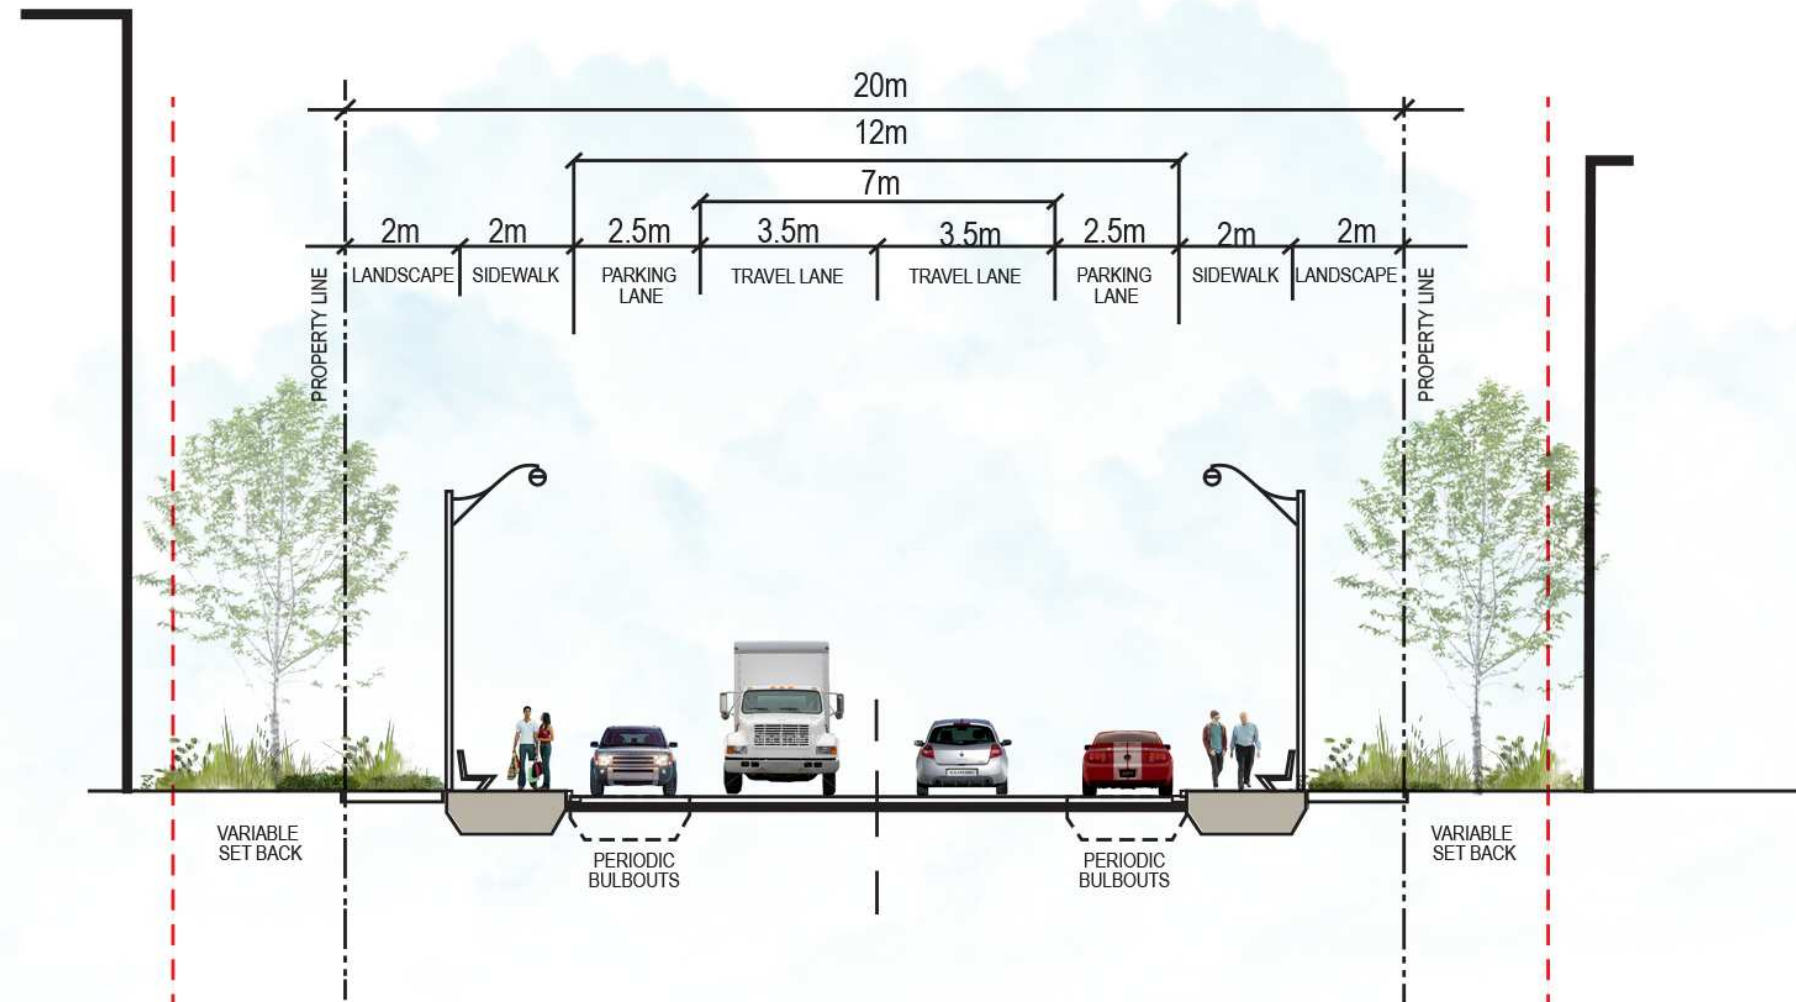 20m
12m
7m
2m 2m 2.5m 3.5m 3.5m 2.5m 2m 2m
LANDSCAPE SIDEWALK PARKING LANE TRAVEL LANE TRAVEL LANE PARKING LANE SIDEWALK LANDSCAPE
PROPERTY LINE
PROPERTY LINE
VARIABLE
SET BACK
PERIODIC
BULBOUTS
PERIODIC
BULBOUTS
VARIABLE
SET BACK